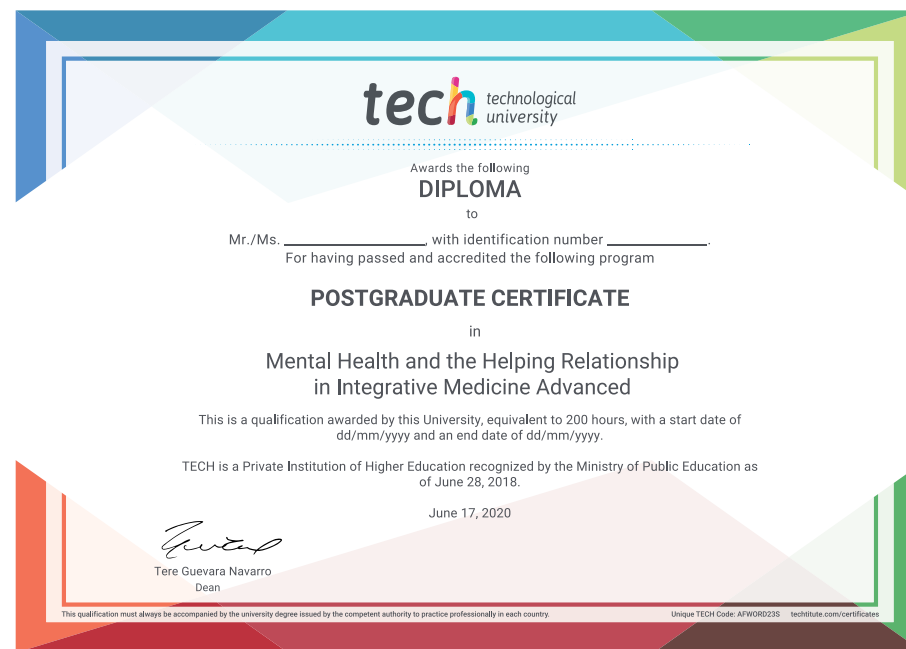 tech technological
university
Awards the following
DIPLOMA
to
Mr./Ms. ____________________, with identification number ______________.
For having passed and accredited the following program
POSTGRADUATE CERTIFICATE
in
Mental Health and the Helping Relationship
in Integrative Medicine Advanced
This is a qualification awarded by this University, equivalent to 200 hours, with a start date of
dd/mm/yyyy and an end date of dd/mm/yyyy.
TECH is a Private Institution of Higher Education recognized by the Ministry of Public Education as
of June 28, 2018.
June 17, 2020
Tere Guevara Navarro
Dean
This qualification must always be accompanied by the university degree issued by the competent authority to practice professionally in each country. Unique TECH Code: AFWORD23S techtitute.com/certificates